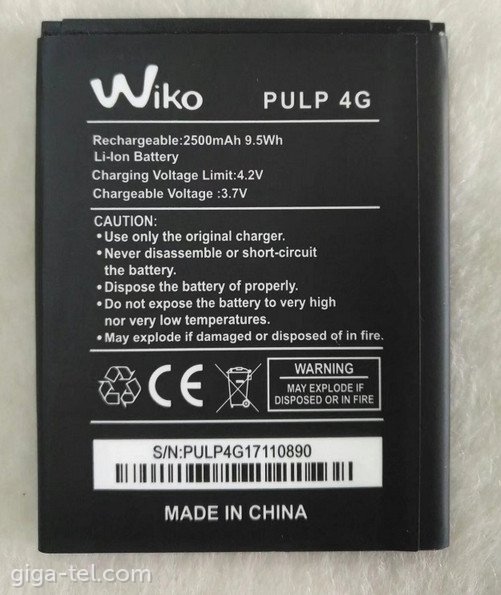 Wiko PULP 4G
Rechargeable:2500mAh 9.5Wh
Li-Ion Battery
Charging Voltage Limit:4.2V
Chargeable Voltage :3.7V
CAUTION:
•Use only the original charger.
•Never disassemble or short-circuit
the battery.
•Dispose the battery of properly.
•Do not expose the battery to very high
nor very low temperatures.
•May explode if damaged or disposed of in fire.
CE
WARNING
MAY EXPLODE IF
DAMAGED OR IN FIRE
S/N:PULP4G17110890
MADE IN CHINA
giga-tel.com